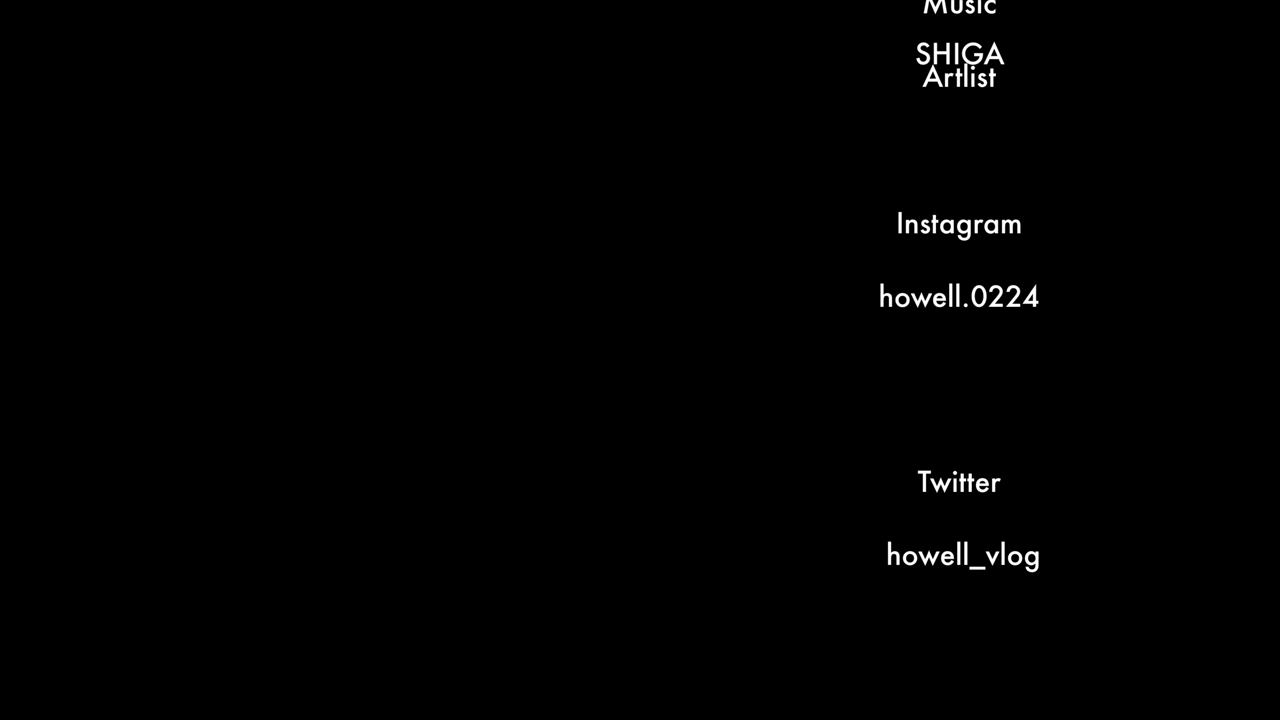 Music
SHIGA
Artlist
Instagram
howell.0224
Twitter
howell_vlog